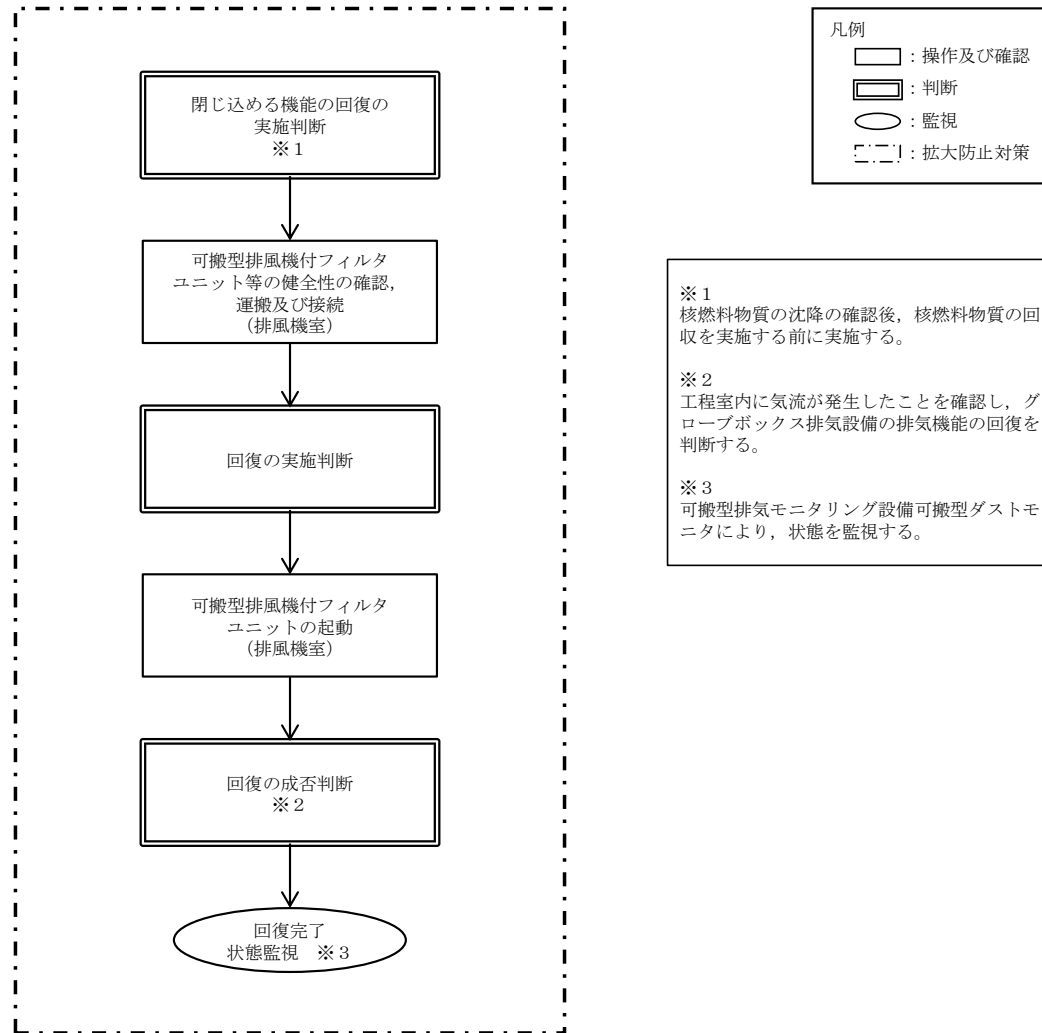 閉じ込める機能の回復の
実施判断
※１
可搬型排風機付フィルタ
ユニット等の健全性の確認，
運搬及び接続
（排風機室）
回復の実施判断
可搬型排風機付フィルタ
ユニットの起動
（排風機室）
回復の成否判断
※２
回復完了
状態監視　※３
凡例
：操作及び確認
：判断
：監視
：拡大防止対策
※１
核燃料物質の沈降の確認後，核燃料物質の回
収を実施する前に実施する。
※２
工程室内に気流が発生したことを確認し，グ
ローブボックス排気設備の排気機能の回復を
判断する。
※３
可搬型排気モニタリング設備可搬型ダストモ
ニタにより，状態を監視する。